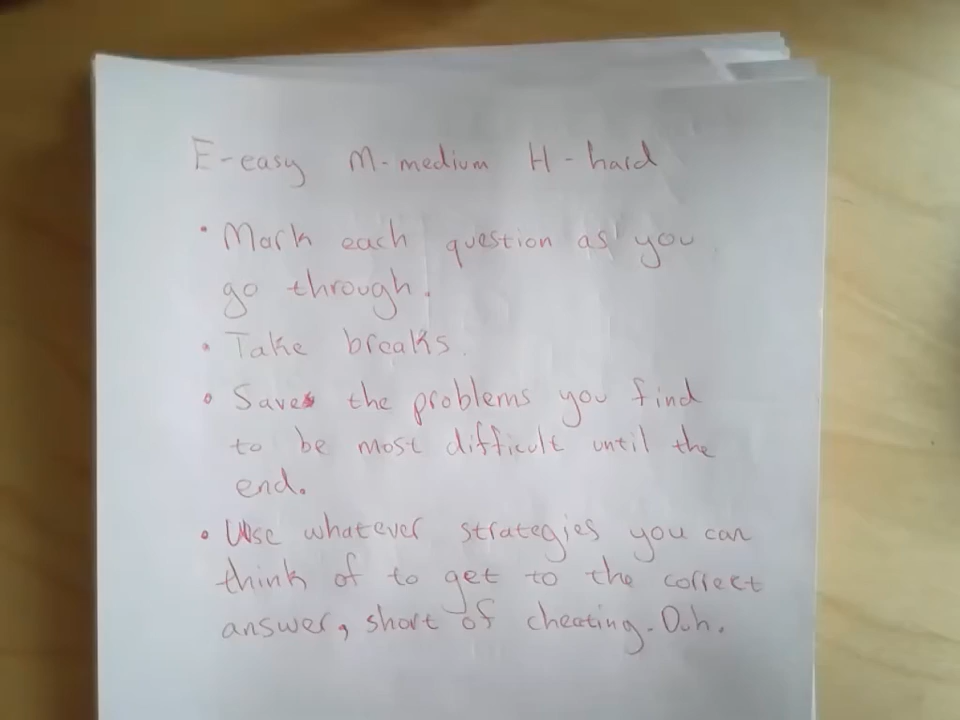 E-easy M-medium H-hard
• Mark each question as you
go through.
• Take breaks.
• Save the problems you find
to be most difficult until the
end.
• Use whatever strategies you can
think of to get to the correct
answer, short of cheating. Duh.